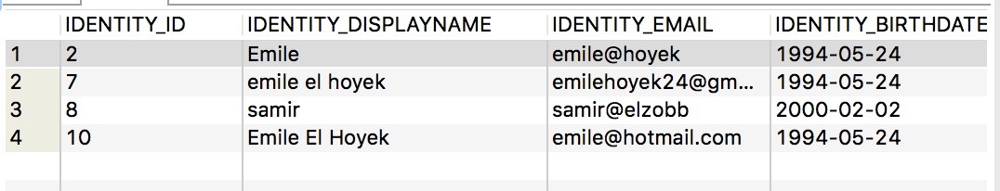 IDENTITY_ID IDENTITY_DISPLAYNAME IDENTITY_EMAIL IDENTITY_BIRTHDATE
1 2 Emile emile@hoyek 1994-05-24
2 7 emile el hoyek emilehoyek24@gm... 1994-05-24
3 8 samir samir@elzobb 2000-02-02
4 10 Emile El Hoyek emile@hotmail.com 1994-05-24